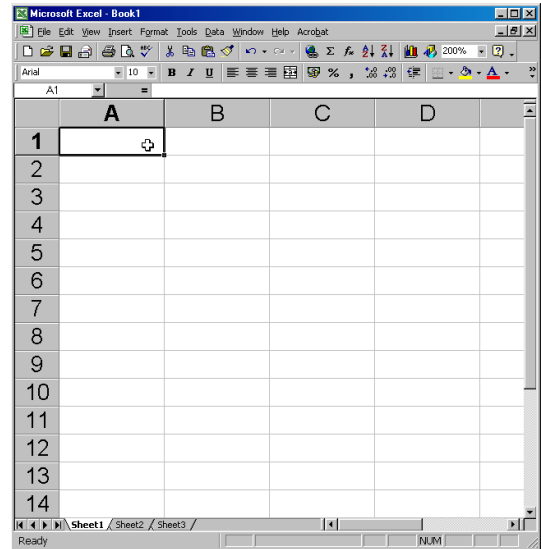 Microsoft Excel - Book1
File Edit View Insert Format Tools Data Window Help Acrobat
Σ fx 200%
Arial 10 B I U % ,
A1 =
A B C D
1
2
3
4
5
6
7
8
9
10
11
12
13
14
Sheet1 Sheet2 Sheet3
Ready NUM